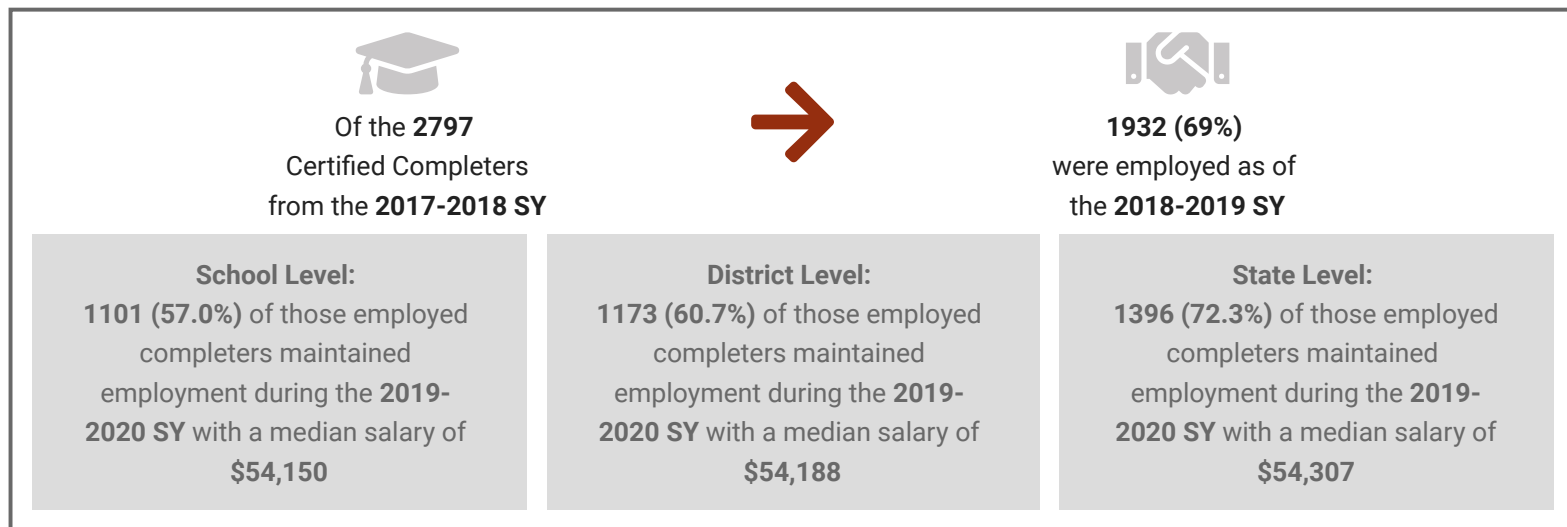 Of the 2797
Certified Completers
from the 2017-2018 SY
1932 (69%)
were employed as of
the 2018-2019 SY
School Level:
1101 (57.0%) of those employed
completers maintained
employment during the 2019-
2020 SY with a median salary of
$54,150
District Level:
1173 (60.7%) of those employed
completers maintained
employment during the 2019-
2020 SY with a median salary of
$54,188
State Level:
1396 (72.3%) of those employed
completers maintained
employment during the 2019-
2020 SY with a median salary of
$54,307